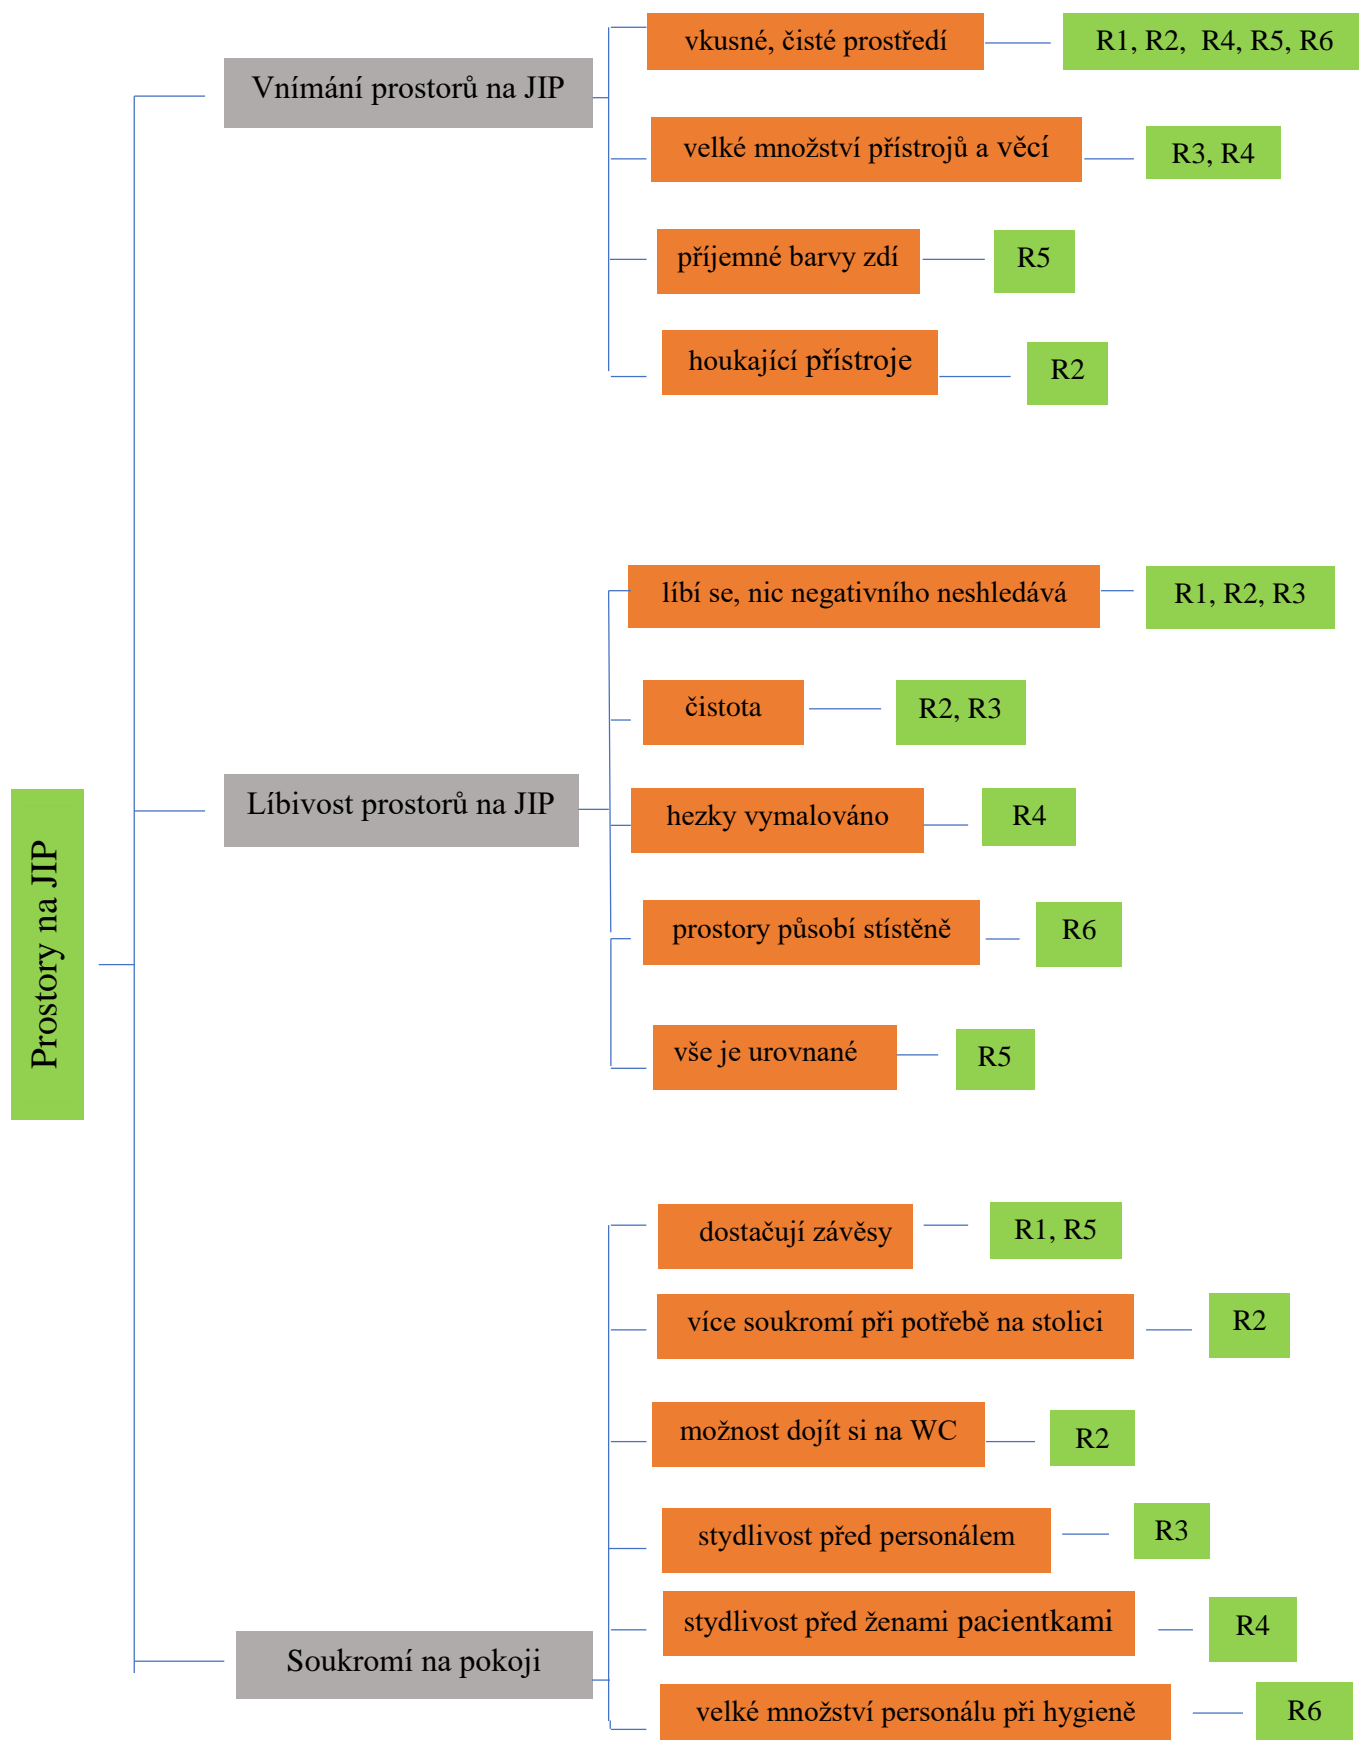 Prostory na JIP
Vnímání prostorů na JIP
vkusné, čisté prostředí
R1, R2, R4, R5, R6
velké množství přístrojů a věcí
R3, R4
příjemné barvy zdí
R5
houkající přístroje
R2
Líbivost prostorů na JIP
líbí se, nic negativního neshledává
R1, R2, R3
čistota
R2, R3
hezky vymalováno
R4
prostory působí stístěně
R6
vše je urovnané
R5
Soukromí na pokoji
dostačují závěsy
R1, R5
více soukromí při potřebě na stolici
R2
možnost dojít si na WC
R2
stydlivost před personálem
R3
stydlivost před ženami pacientkami
R4
velké množství personálu při hygieně
R6